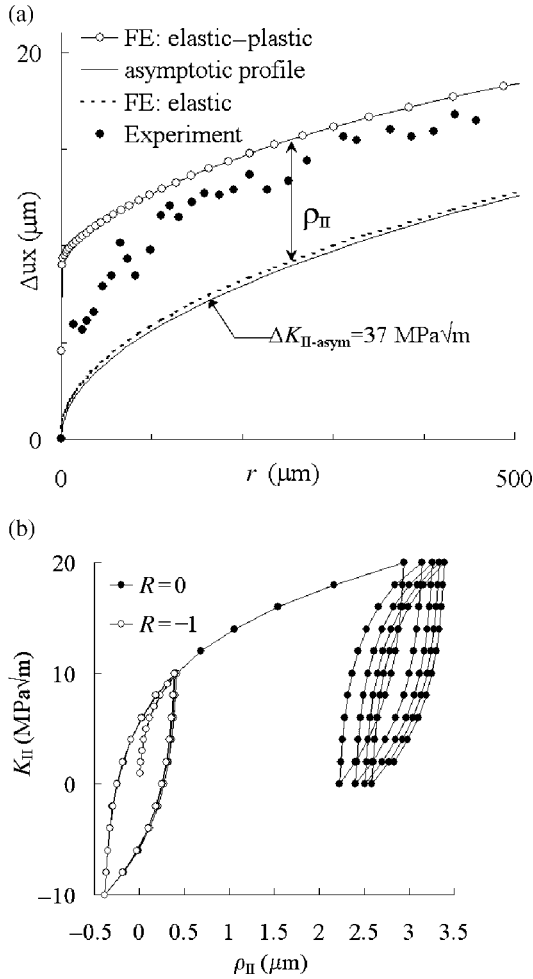 (a)
20
FE: elastic–plastic
asymptotic profile
FE: elastic
Experiment
Δux (μm)
ρII
ΔKII-asym=37 MPa√m
0
0
r (μm)
500
(b)
20
R=0
R=−1
10
KII (MPa√m)
0
−10
−0.5 0 0.5 1 1.5 2 2.5 3 3.5
ρII (μm)